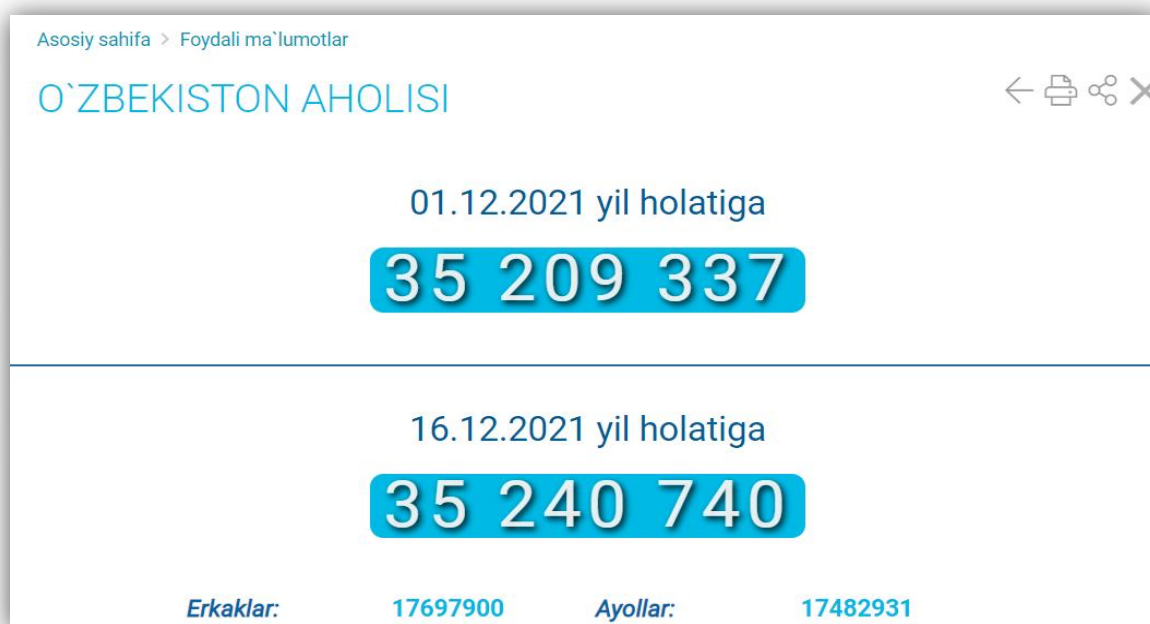 Asosiy sahifa > Foydali ma`lumotlar
O`ZBEKISTON AHOLISI
01.12.2021 yil holatiga
35 209 337
16.12.2021 yil holatiga
35 240 740
Erkaklar: 17697900 Ayollar: 17482931